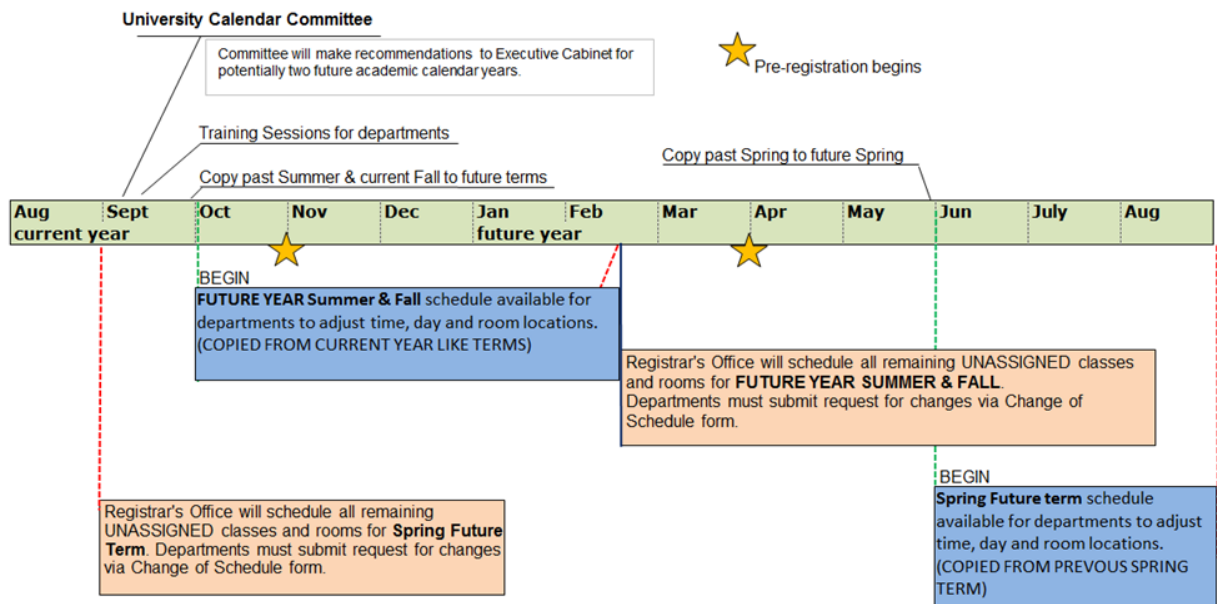 University Calendar Committee
Committee will make recommendations to Executive Cabinet for
potentially two future academic calendar years.
Pre-registration begins
Training Sessions for departments
Copy past Summer & current Fall to future terms
Copy past Spring to future Spring
Aug Sept Oct Nov Dec Jan Feb Mar Apr May Jun July Aug
current year future year
BEGIN
FUTURE YEAR Summer & Fall schedule available for
departments to adjust time, day and room locations.
(COPIED FROM CURRENT YEAR LIKE TERMS)
Registrar's Office will schedule all remaining UNASSIGNED classes
and rooms for FUTURE YEAR SUMMER & FALL.
Departments must submit request for changes via Change of
Schedule form.
Registrar's Office will schedule all remaining
UNASSIGNED classes and rooms for Spring Future
Term. Departments must submit request for changes
via Change of Schedule form.
BEGIN
Spring Future term schedule
available for departments to adjust
time, day and room locations.
(COPIED FROM PREVOUS SPRING
TERM)